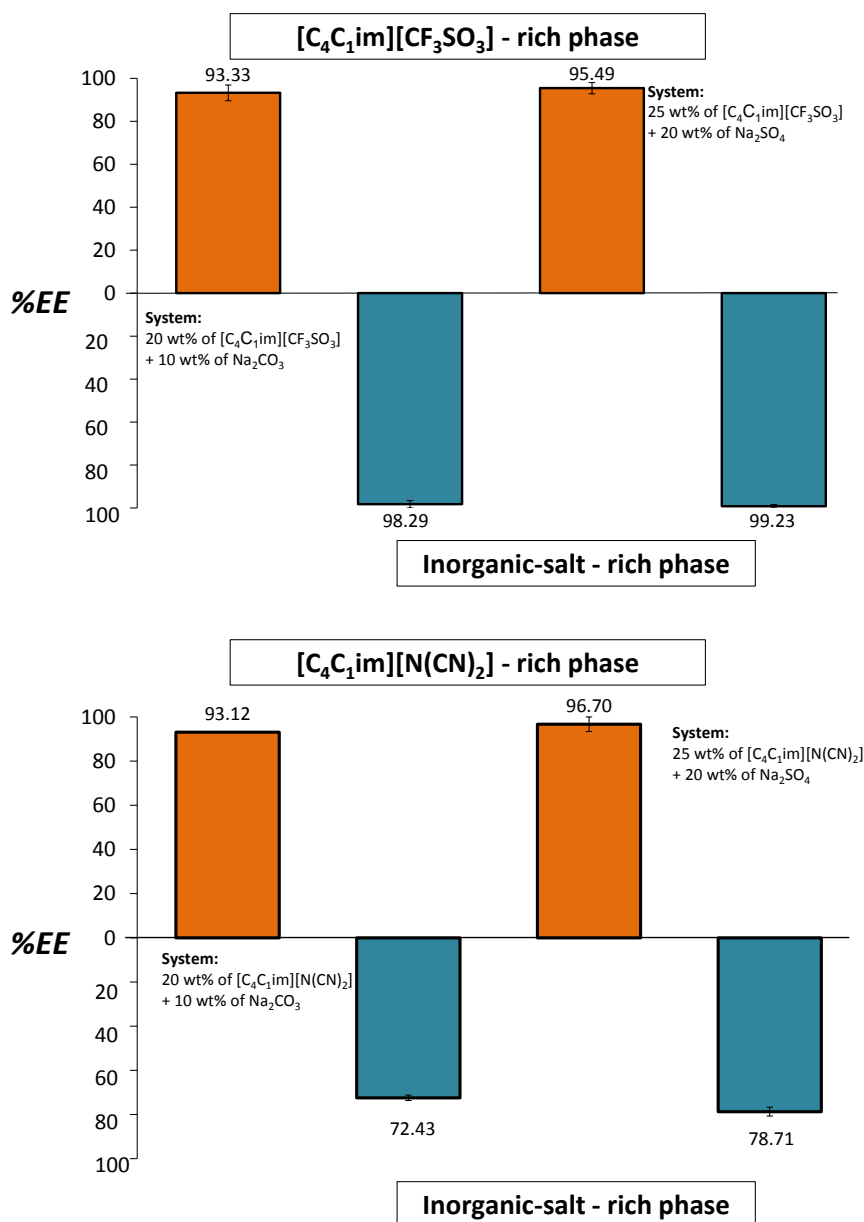 [C₄C₁im][CF₃SO₃] - rich phase
93.33
95.49
System:
25 wt% of [C₄C₁im][CF₃SO₃]
+ 20 wt% of Na₂SO₄
100
80
60
40
20
0
20
40
60
80
100
%EE
System:
20 wt% of [C₄C₁im][CF₃SO₃]
+ 10 wt% of Na₂CO₃
98.29
99.23
Inorganic-salt - rich phase
[C₄C₁im][N(CN)₂] - rich phase
93.12
96.70
System:
25 wt% of [C₄C₁im][N(CN)₂]
+ 20 wt% of Na₂SO₄
100
80
60
40
20
0
20
40
60
80
100
%EE
System:
20 wt% of [C₄C₁im][N(CN)₂]
+ 10 wt% of Na₂CO₃
72.43
78.71
Inorganic-salt - rich phase